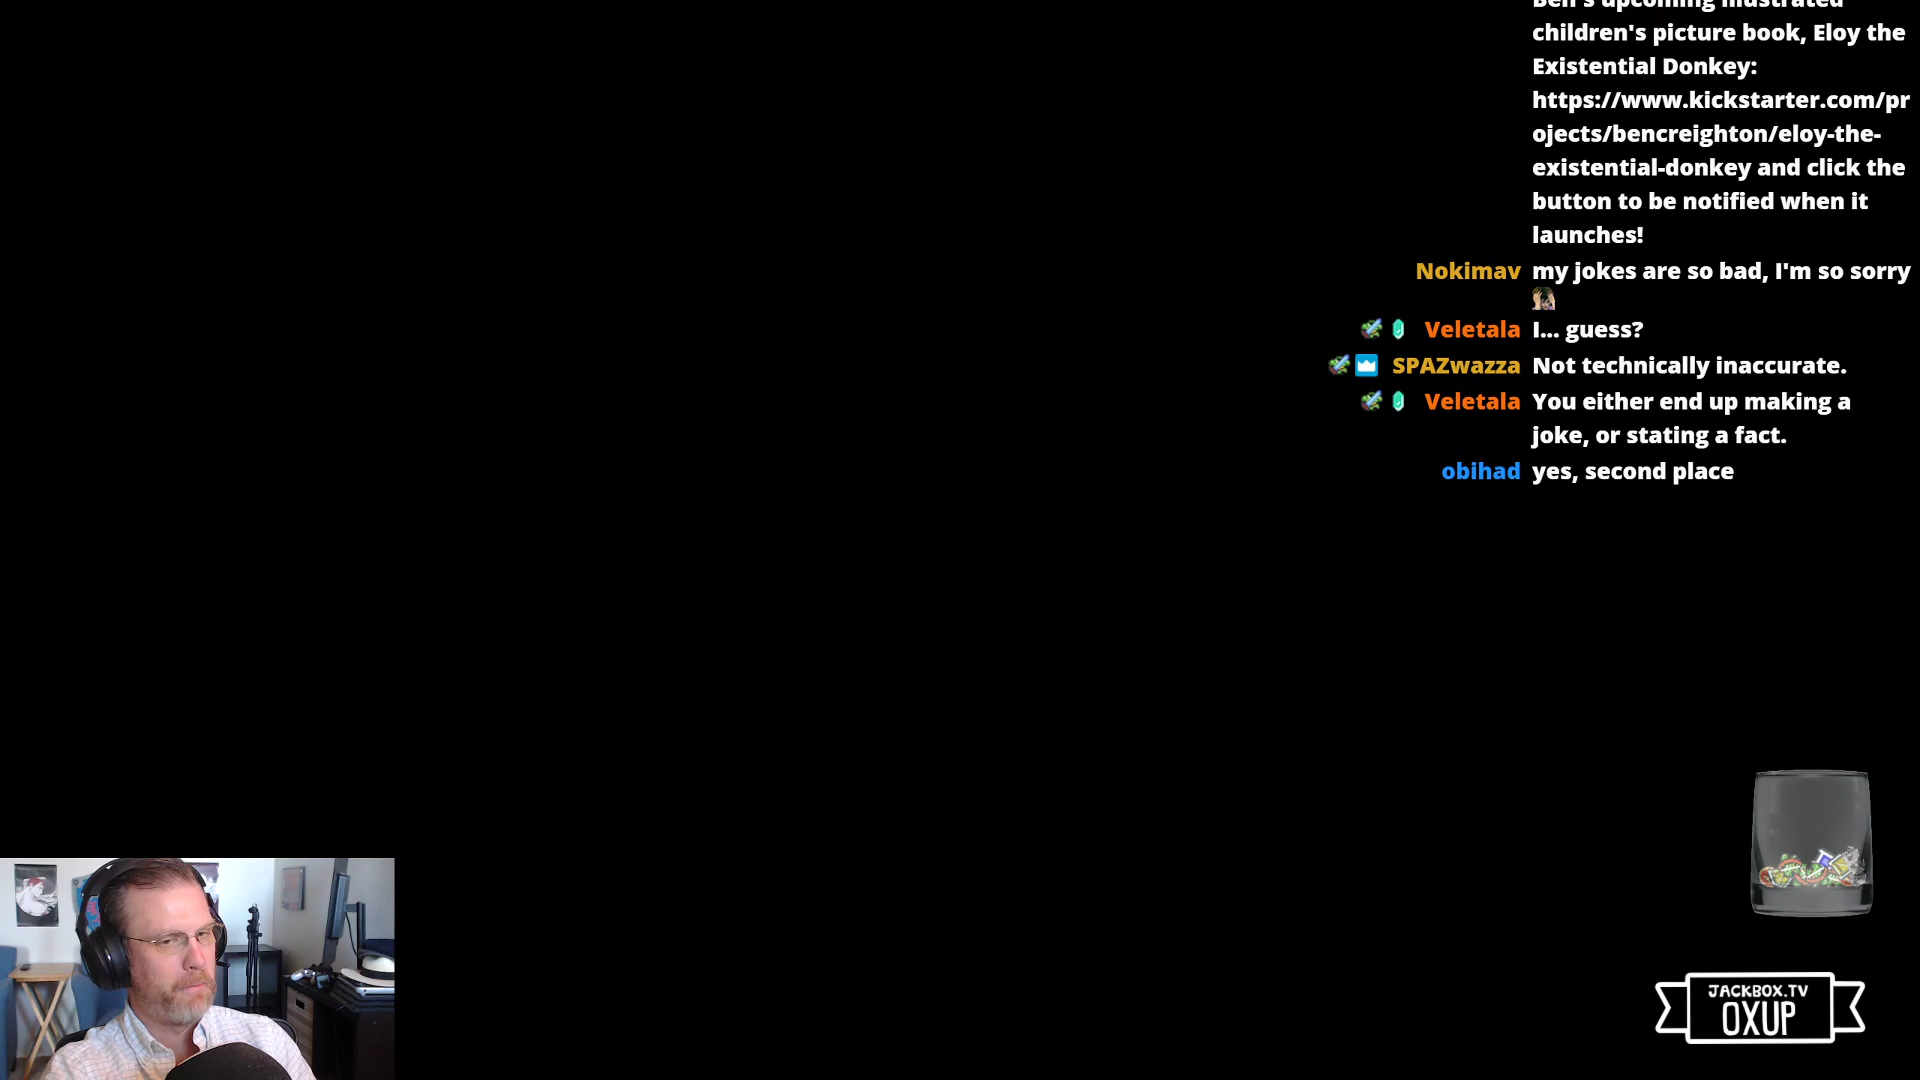 Ben's upcoming illustrated
children's picture book, Eloy the
Existential Donkey:
https://www.kickstarter.com/pr
ojects/bencreighton/eloy-the-
existential-donkey and click the
button to be notified when it
launches!
Nokimav my jokes are so bad, I'm so sorry
Veletala I... guess?
SPAZwazza Not technically inaccurate.
Veletala You either end up making a
joke, or stating a fact.
obihad yes, second place
JACKBOX.TV
OXUP